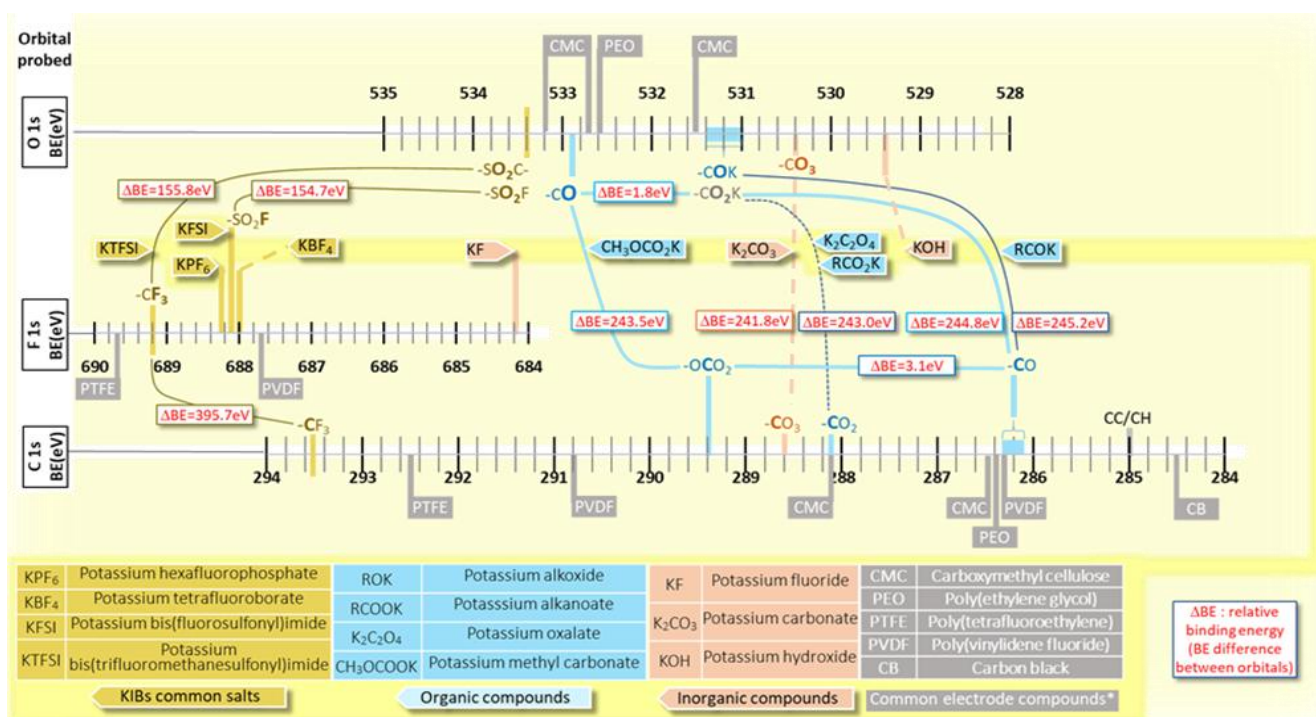 Orbital
probed
CMC
PEO
CMC
O 1s
BE(eV)
535 534 533 532 531 530 529 528
-SO₂C-
-COK
-CO₃
ΔBE=155.8eV
ΔBE=154.7eV
-SO₂F
-CO
ΔBE=1.8eV
-CO₂K
-SO₂F
KFSI
KTFSI
KBF₄
KF
CH₃OCO₂K
K₂CO₃
K₂C₂O₄
KOH
RCOK
KPF₆
RCO₂K
-CF₃
ΔBE=243.5eV
ΔBE=241.8eV
ΔBE=243.0eV
ΔBE=244.8eV
ΔBE=245.2eV
F 1s
BE(eV)
690 689 688 687 686 685 684
PTFE
PVDF
-OCO₂
ΔBE=3.1eV
-CO
ΔBE=395.7eV
-CF₃
-CO₃
-CO₂
CC/CH
C 1s
BE(eV)
294 293 292 291 290 289 288 287 286 285 284
PTFE
PVDF
CMC
CMC
PVDF
CB
PEO
KPF₆ Potassium hexafluorophosphate
KBF₄ Potassium tetrafluoroborate
KFSI Potassium bis(fluorosulfonyl)imide
KTFSI Potassium
bis(trifluoromethanesulfonyl)imide
KIBs common salts
ROK Potassium alkoxide
RCOOK Potasssium alkanoate
K₂C₂O₄ Potassium oxalate
CH₃OCOOK Potassium methyl carbonate
Organic compounds
KF Potassium fluoride
K₂CO₃ Potassium carbonate
KOH Potassium hydroxide
Inorganic compounds
CMC Carboxymethyl cellulose
PEO Poly(ethylene glycol)
PTFE Poly(tetrafluoroethylene)
PVDF Poly(vinylidene fluoride)
CB Carbon black
Common electrode compounds*
ΔBE : relative
binding energy
(BE difference
between orbitals)